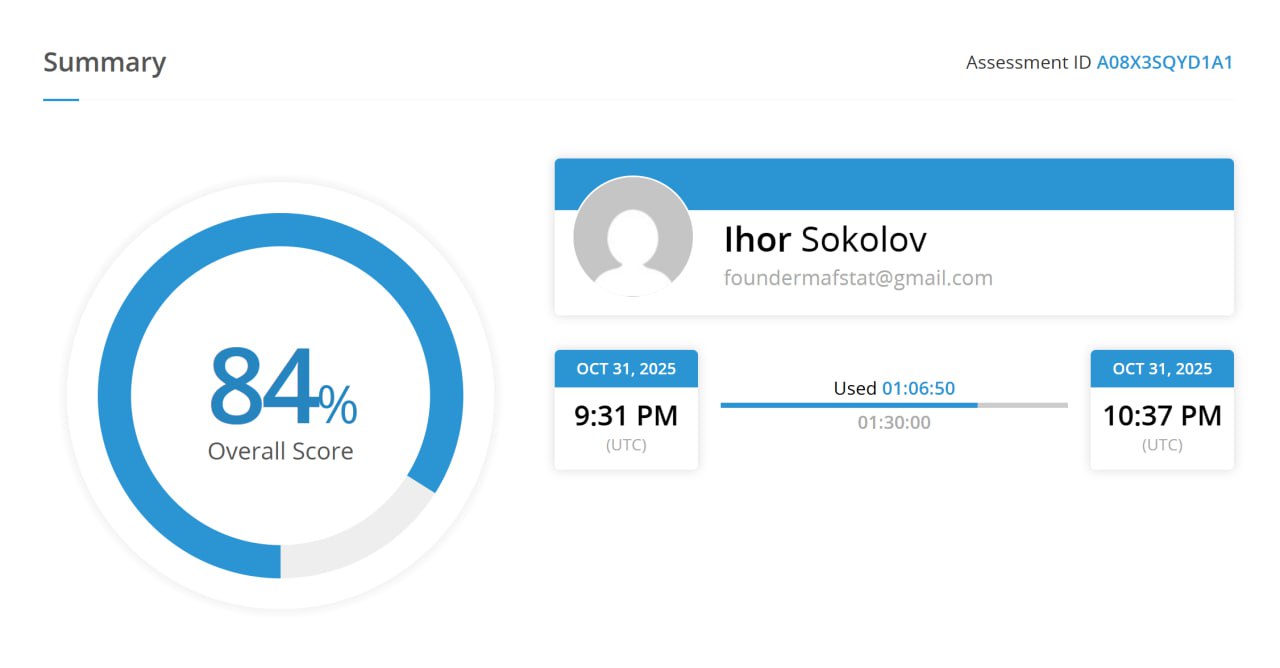 Summary
Assessment ID A08X3SQYD1A1
84%
Overall Score
Ihor Sokolov
foundermafstat@gmail.com
OCT 31, 2025
9:31 PM
(UTC)
Used 01:06:50
01:30:00
OCT 31, 2025
10:37 PM
(UTC)